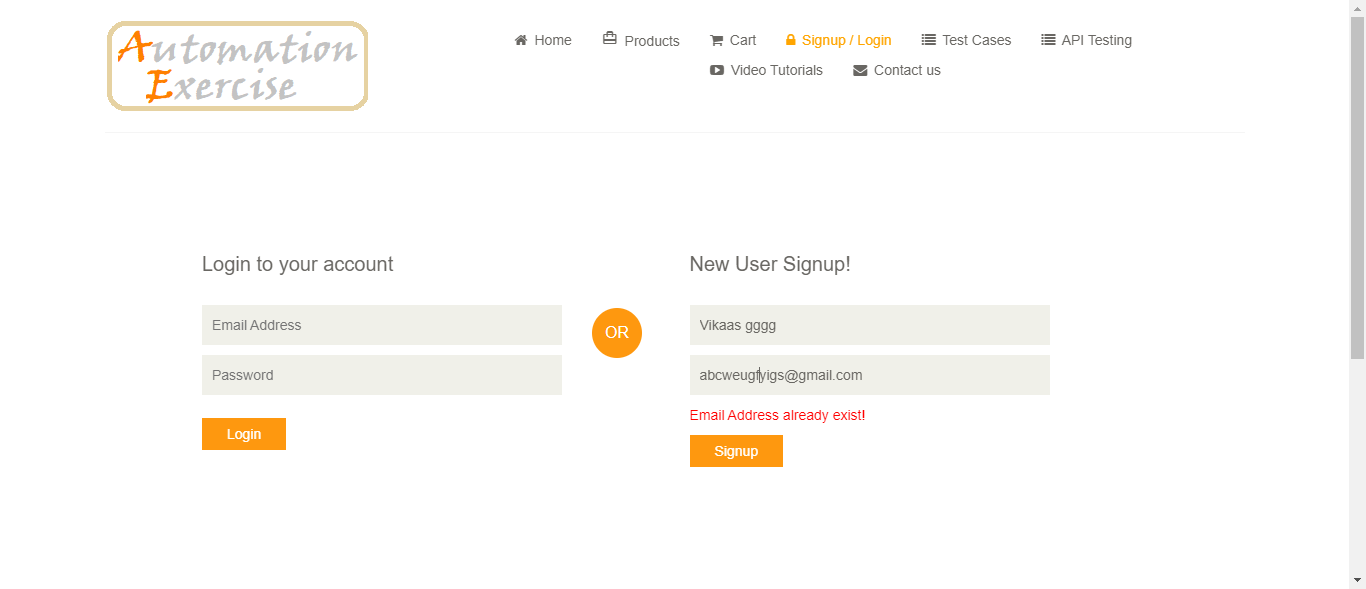 Automation
Exercise
Home Products Cart Signup / Login Test Cases API Testing
Video Tutorials Contact us
Login to your account
Email Address
Password
Login
OR
New User Signup!
Vikaas gggg
abcweugfyigs@gmail.com
Email Address already exist!
Signup